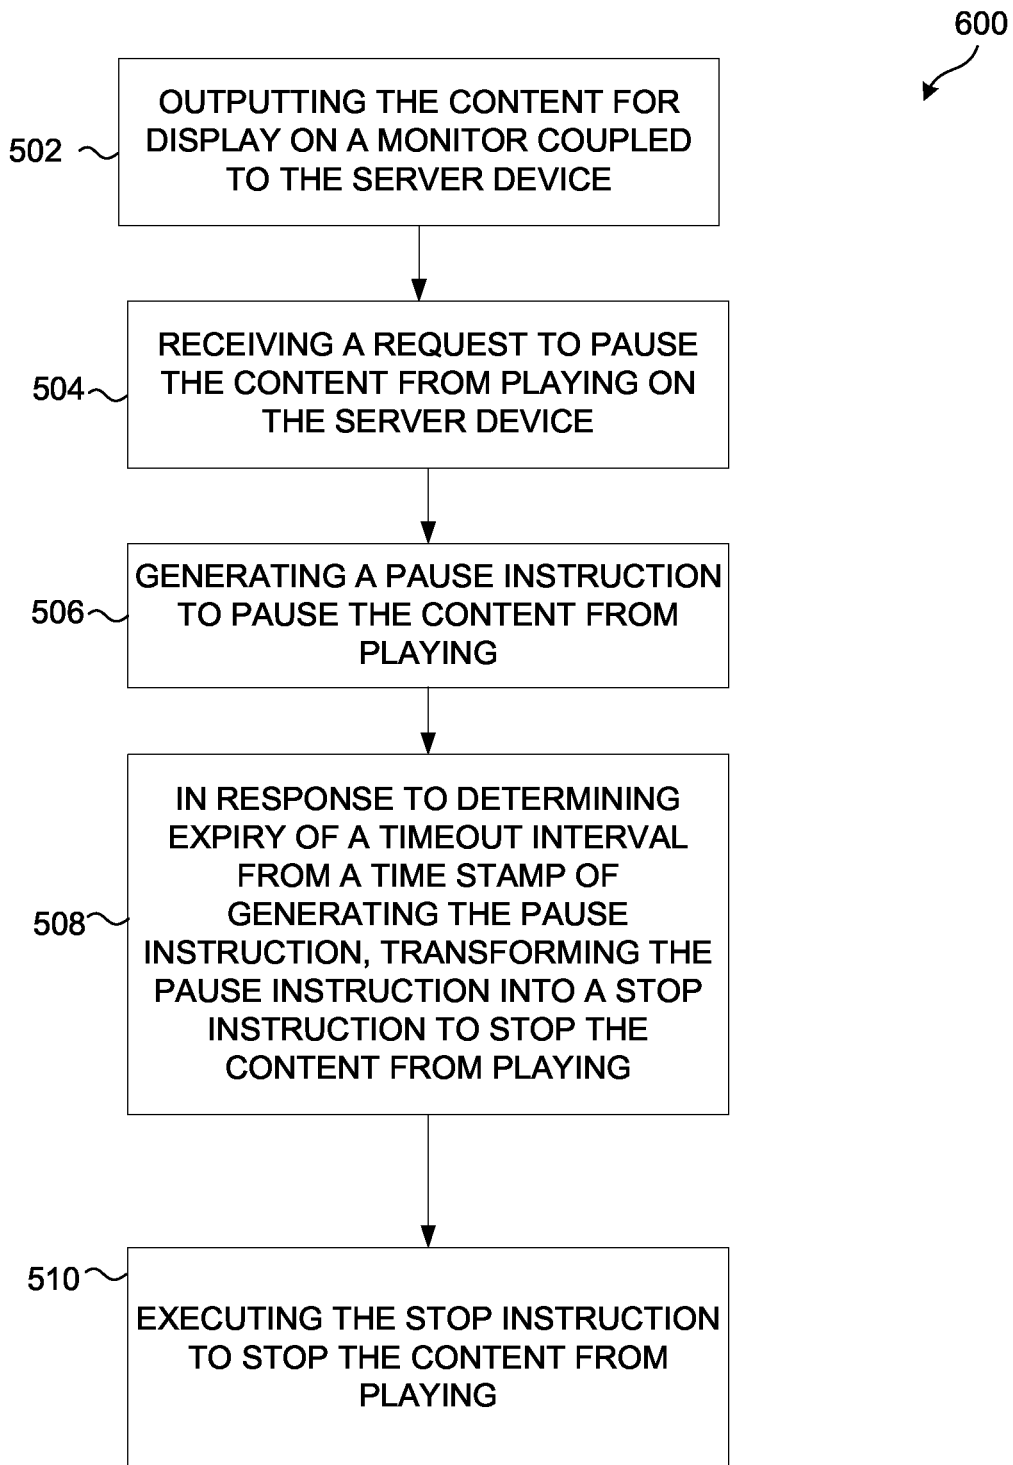 600
502
OUTPUTTING THE CONTENT FOR
DISPLAY ON A MONITOR COUPLED
TO THE SERVER DEVICE
504
RECEIVING A REQUEST TO PAUSE
THE CONTENT FROM PLAYING ON
THE SERVER DEVICE
506
GENERATING A PAUSE INSTRUCTION
TO PAUSE THE CONTENT FROM
PLAYING
508
IN RESPONSE TO DETERMINING
EXPIRY OF A TIMEOUT INTERVAL
FROM A TIME STAMP OF
GENERATING THE PAUSE
INSTRUCTION, TRANSFORMING THE
PAUSE INSTRUCTION INTO A STOP
INSTRUCTION TO STOP THE
CONTENT FROM PLAYING
510
EXECUTING THE STOP INSTRUCTION
TO STOP THE CONTENT FROM
PLAYING